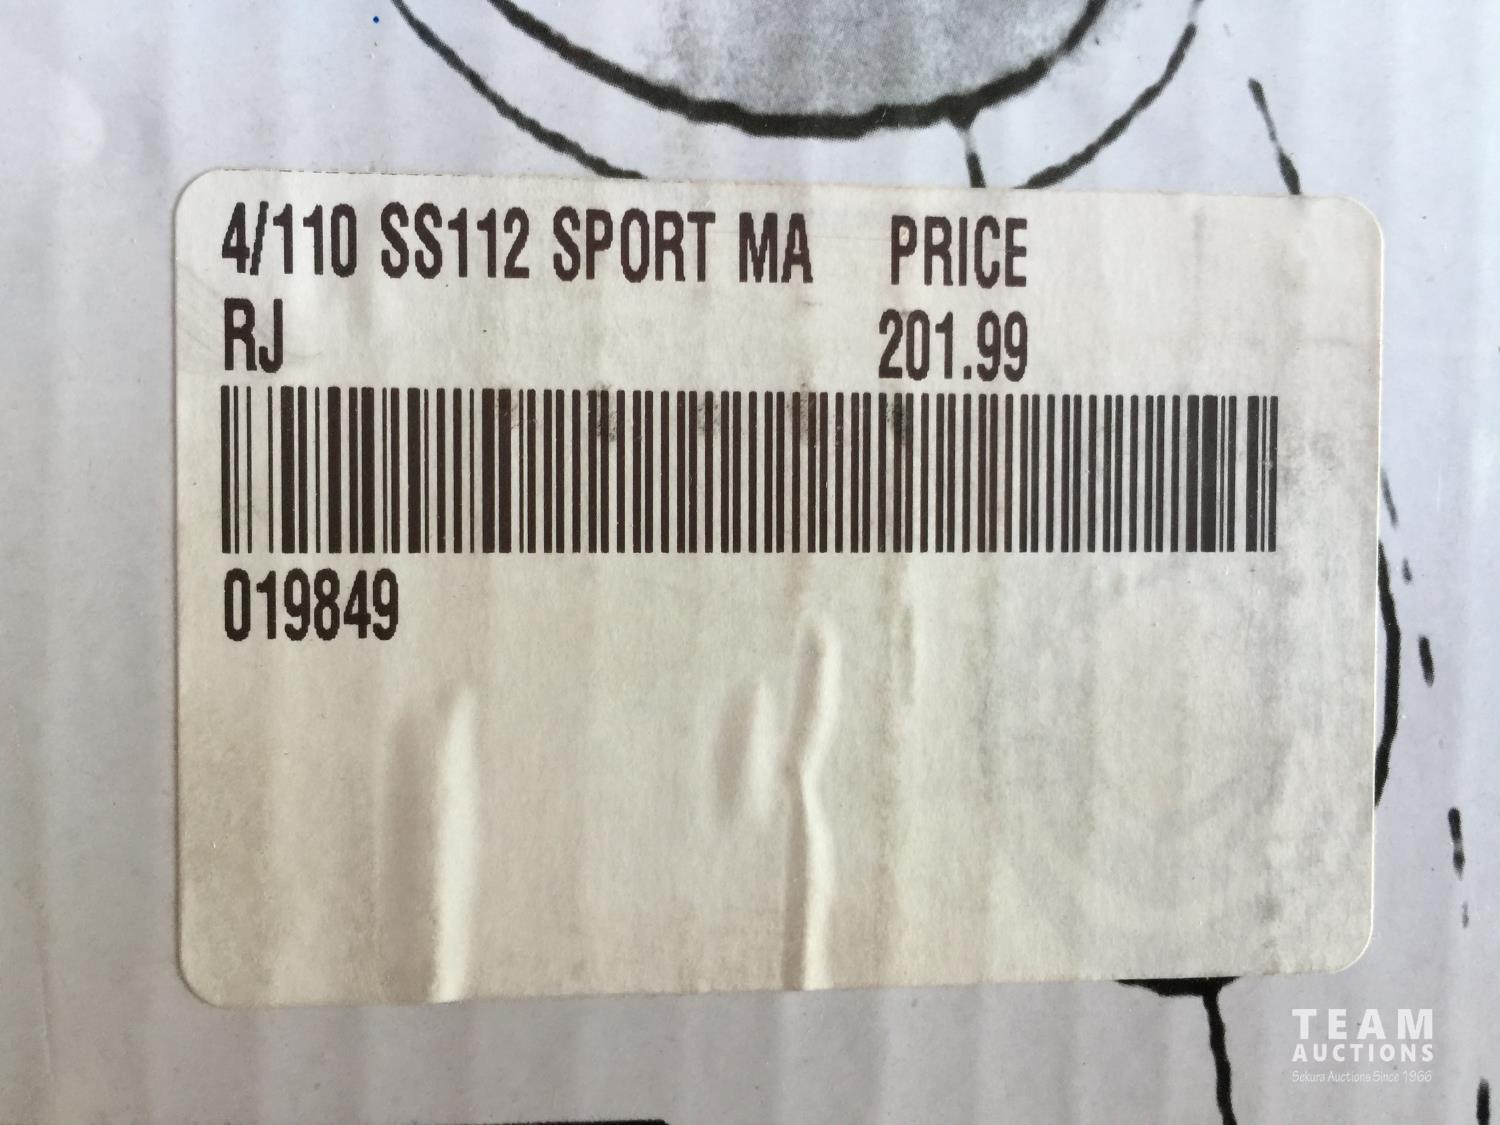 4/110 SS112 SPORT MA PRICE
RJ 201.99
019849
TEAM
AUCTIONS
Sekura Auctions Since 1966